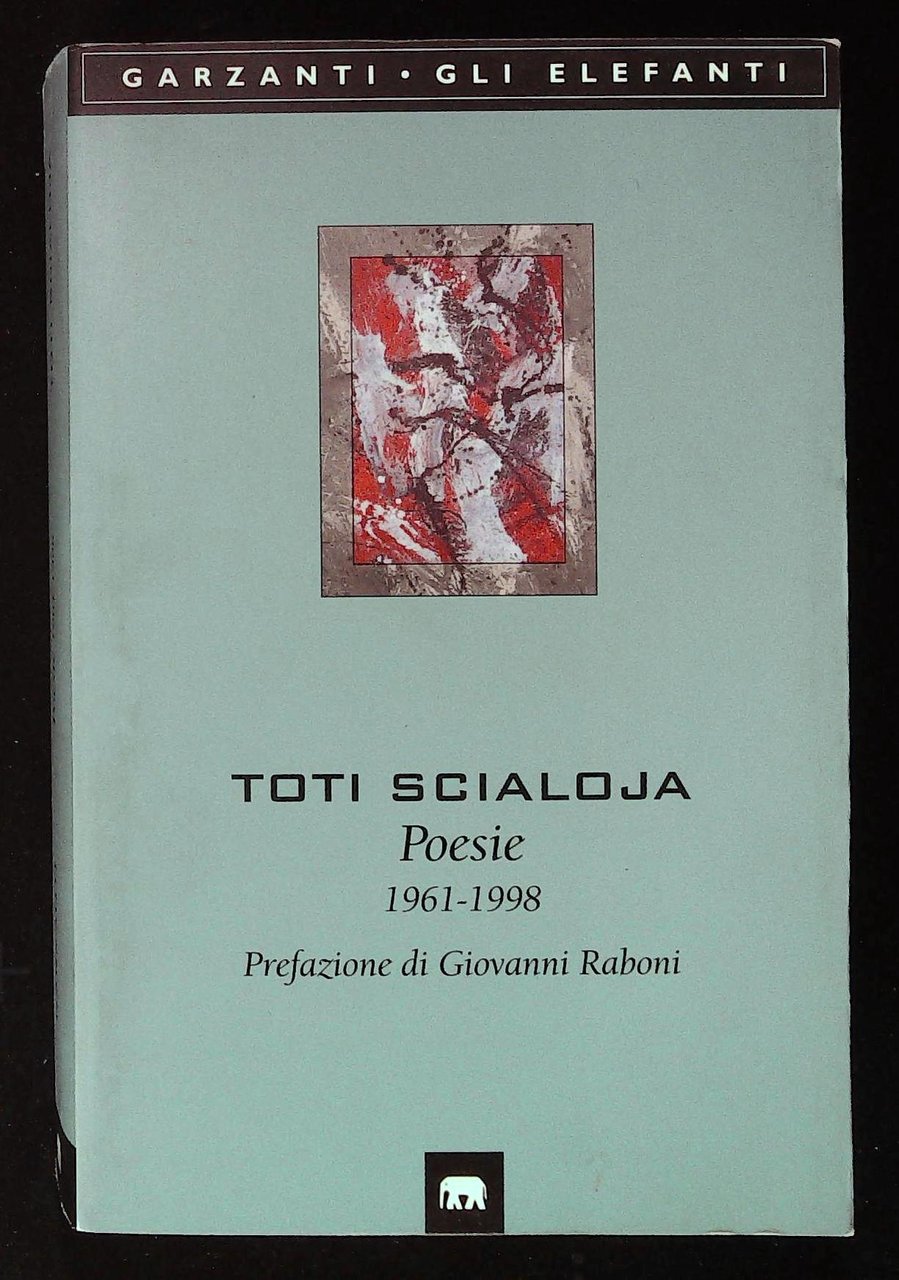 GARZANTI • GLI ELEFANTI
TOTI SCIALOJA
Poesie
1961-1998
Prefazione di Giovanni Raboni